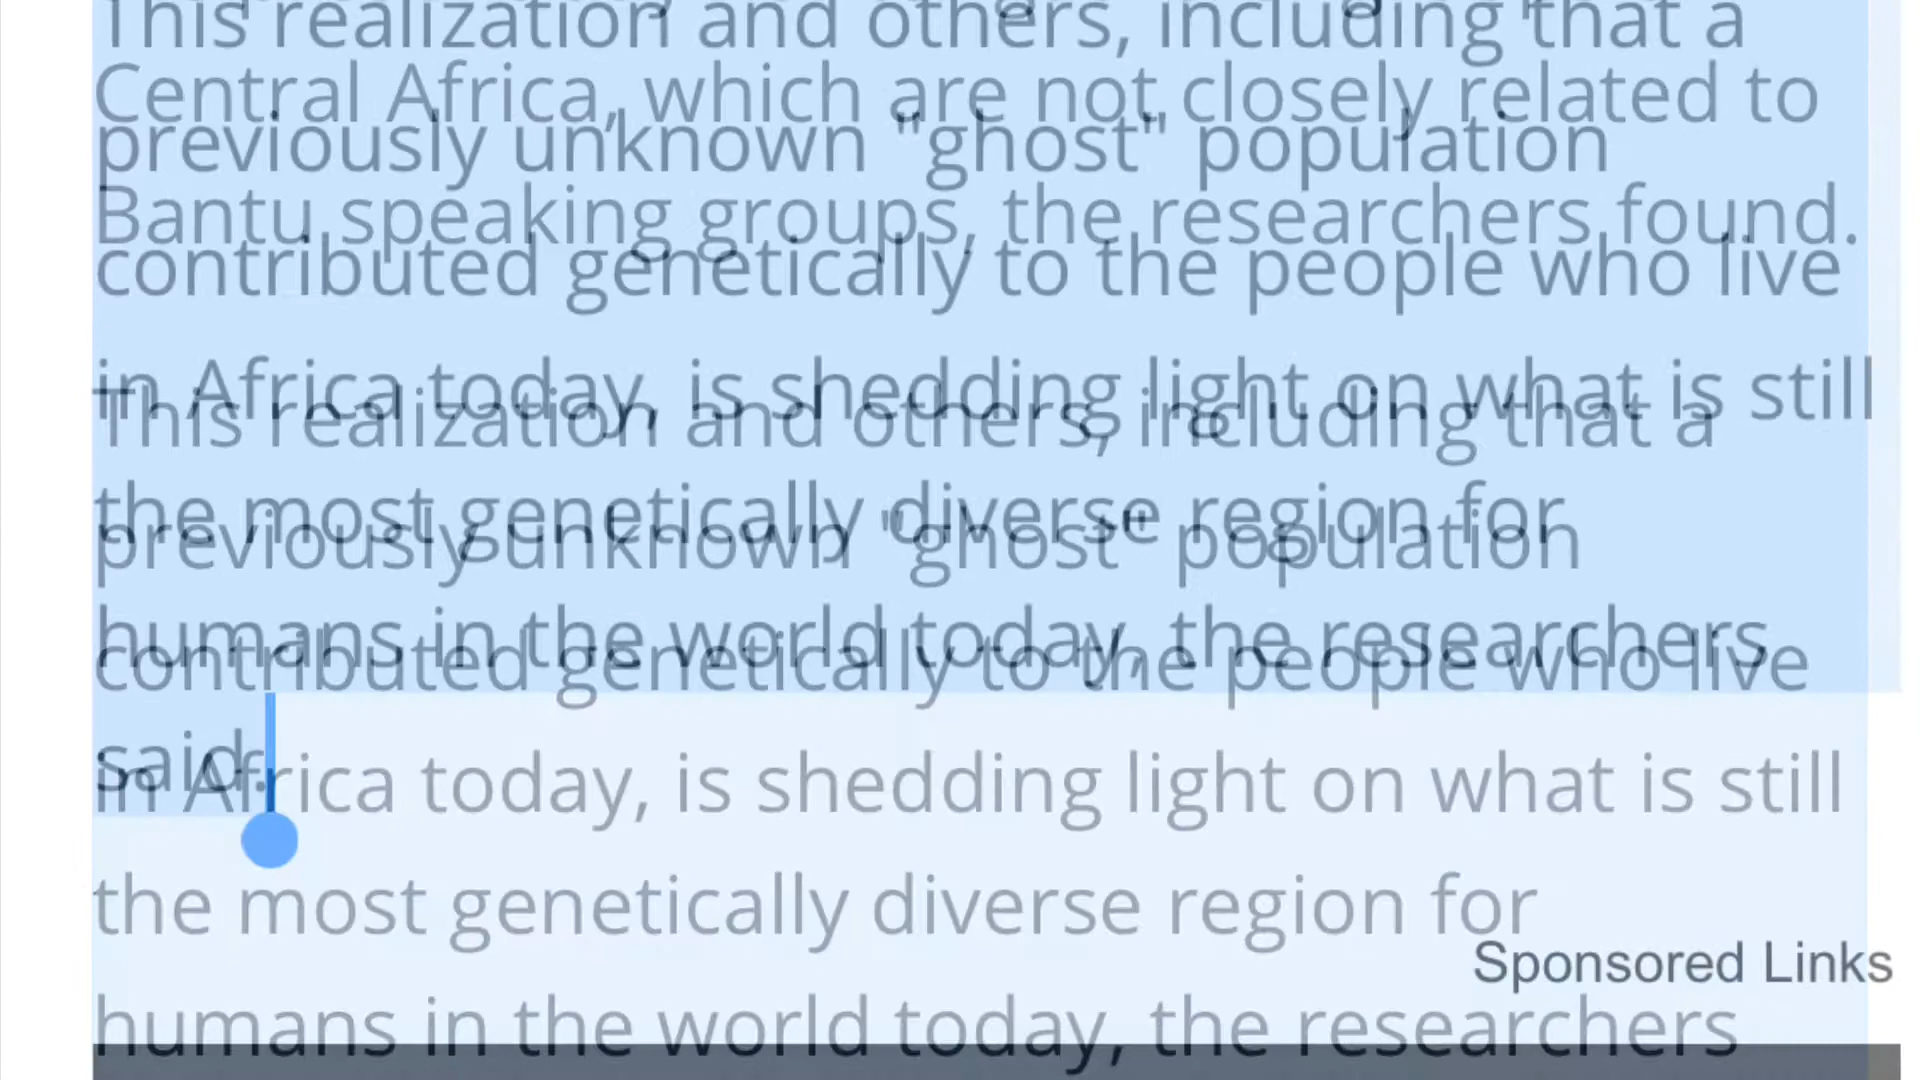 This realization and others, including that a
Central Africa, which are not closely related to
previously unknown "ghost" population
Bantu speaking groups, the researchers found.
contributed genetically to the people who live
in Africa today, is shedding light on what is still
This realization and others, including that a
the most genetically diverse region for
previously unknown "ghost" population
humans in the world today, the researchers
contributed genetically to the people who live
said.
in Africa today, is shedding light on what is still
the most genetically diverse region for
Sponsored Links
humans in the world today, the researchers